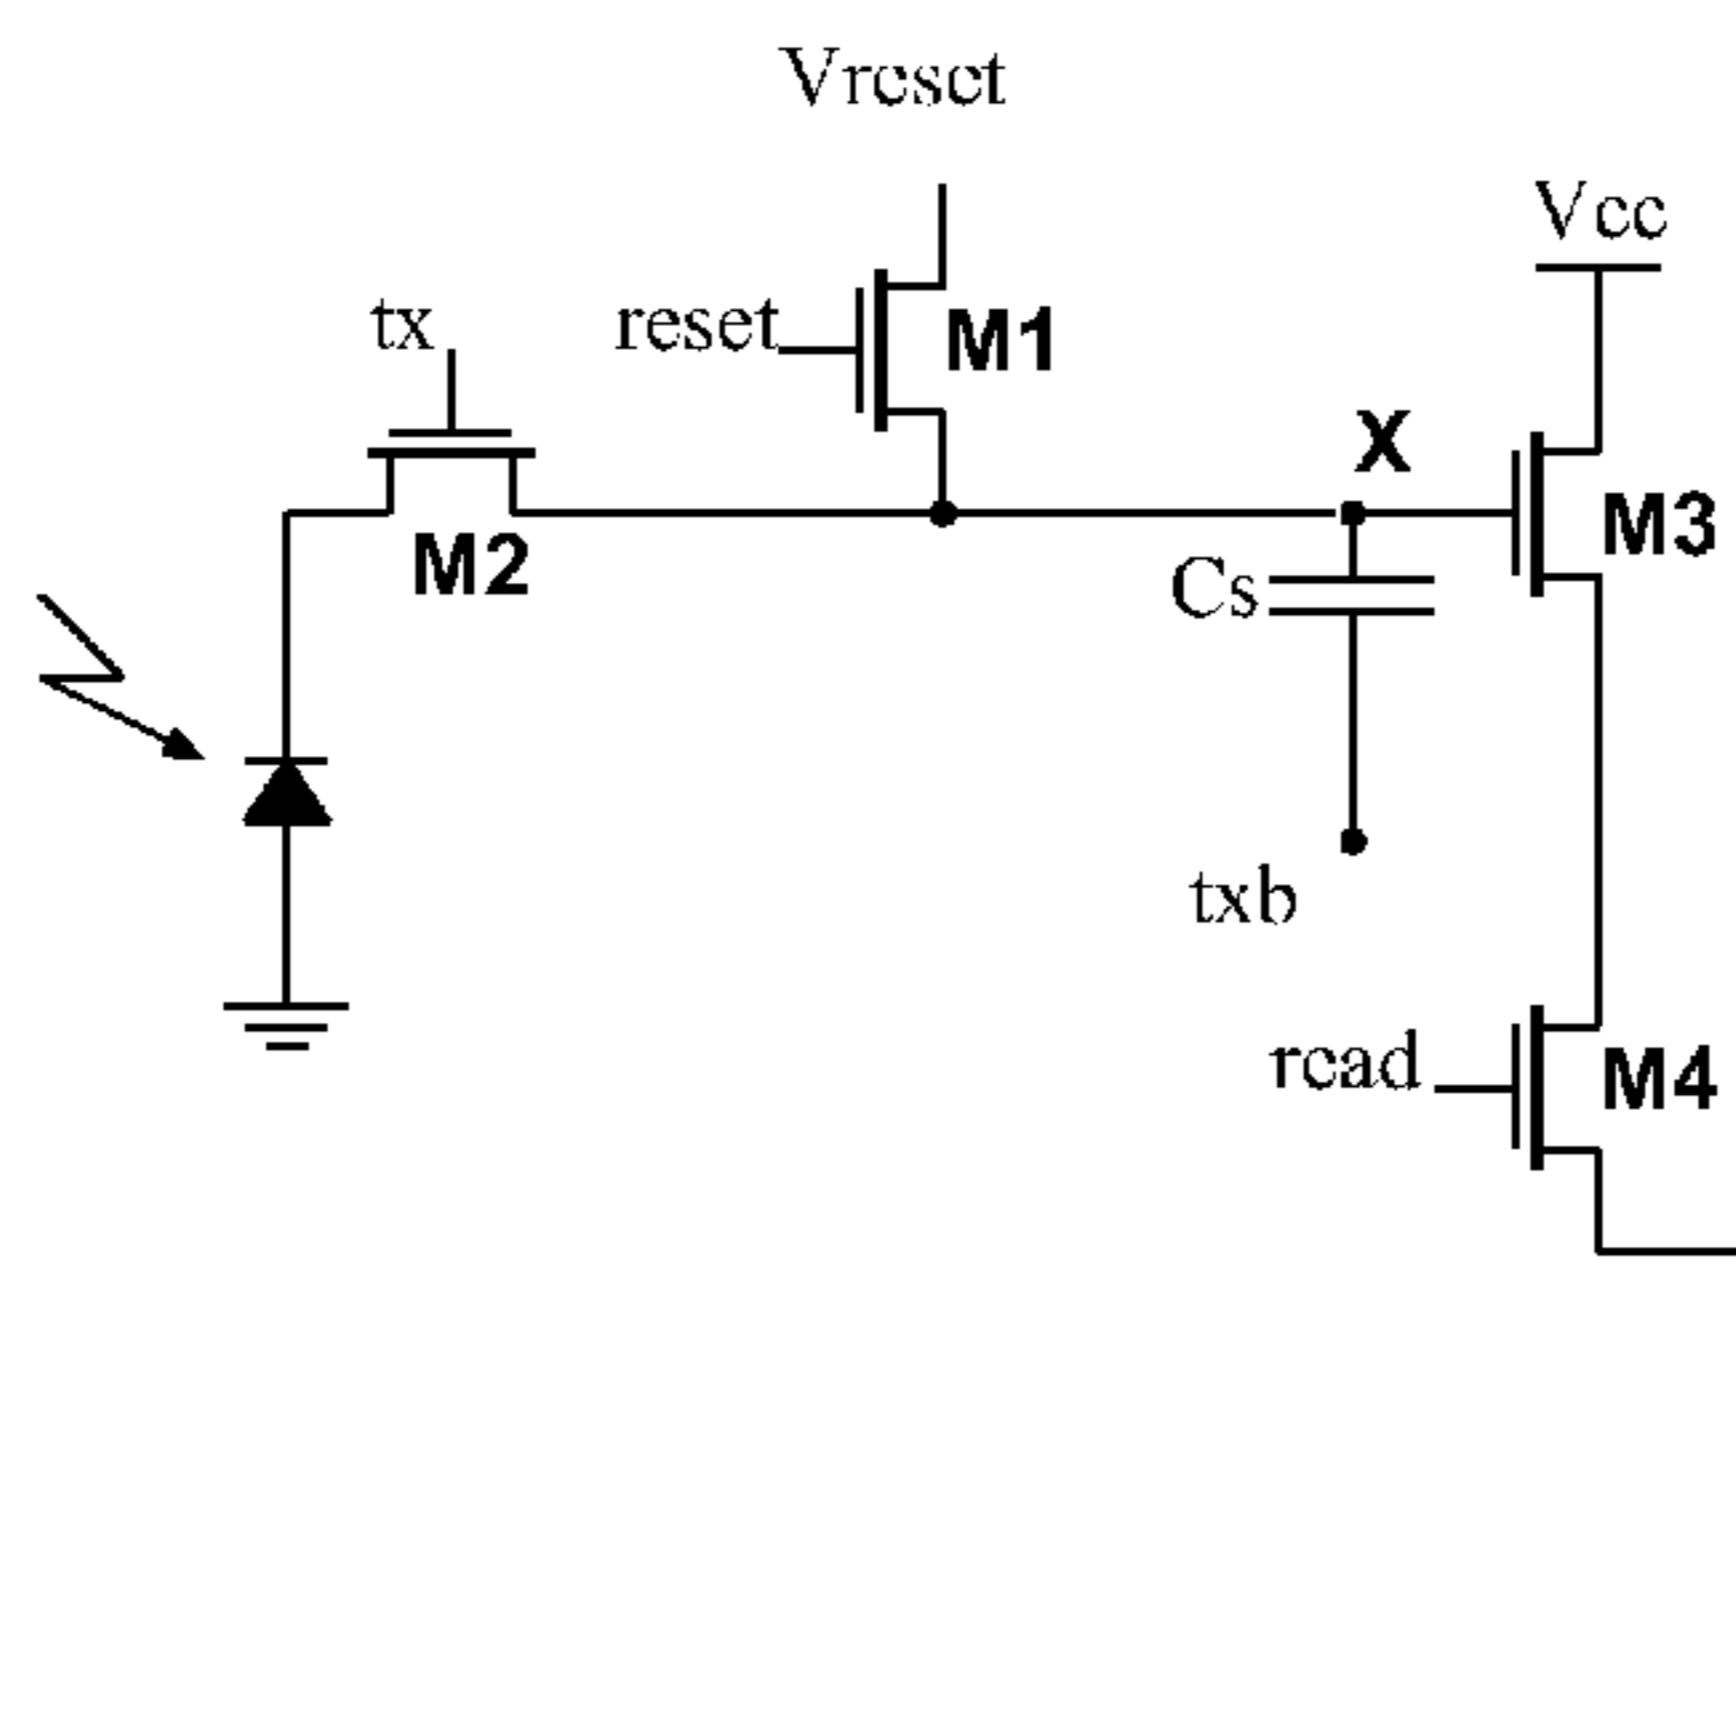 Vreset
Vcc
tx
reset
M1
X
M3
M2
Cs
txb
read
M4